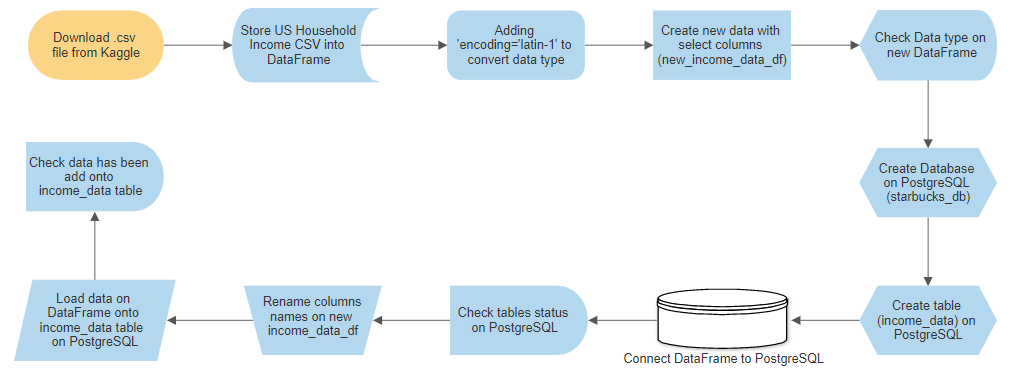 Download .csv
file from Kaggle
Store US Household
Income CSV into
DataFrame
Adding
'encoding='latin-1' to
convert data type
Create new data with
select columns
(new_income_data_df)
Check Data type on
new DataFrame
Create Database
on PostgreSQL
(starbucks_db)
Create table
(income_data) on
PostgreSQL
Connect DataFrame to PostgreSQL
Check tables status
on PostgreSQL
Rename columns
names on new
income_data_df
Load data on
DataFrame onto
income_data table
on PostgreSQL
Check data has been
add onto
income_data table